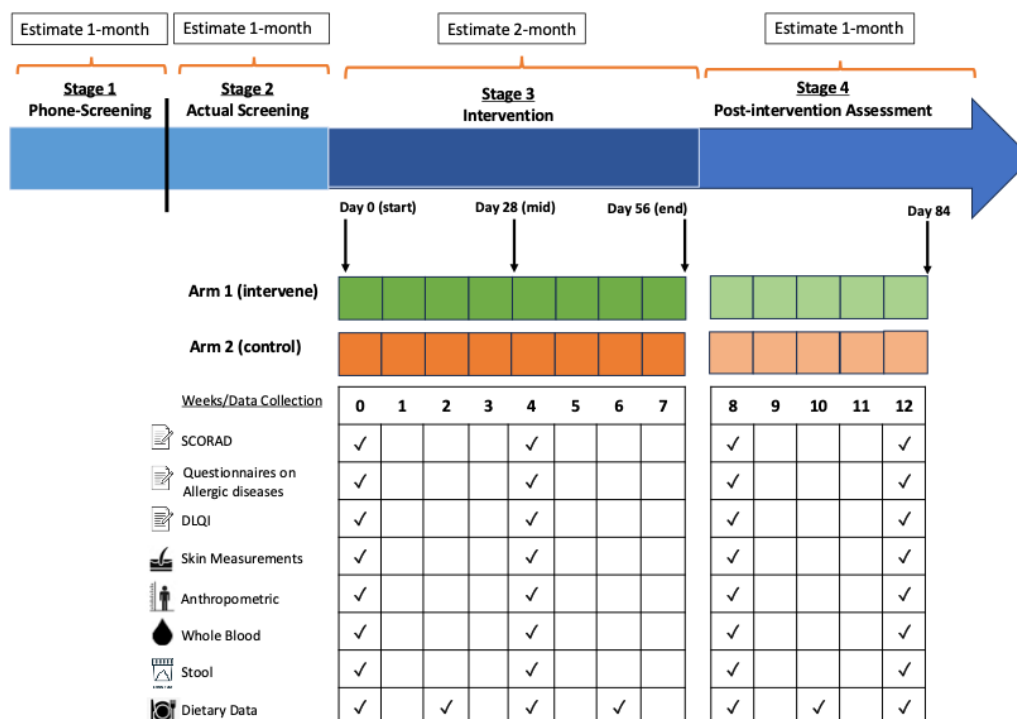 Estimate 1-month
Estimate 1-month
Estimate 2-month
Estimate 1-month
Stage 1
Phone-Screening
Stage 2
Actual Screening
Stage 3
Intervention
Stage 4
Post-intervention Assessment
Day 0 (start)
Day 28 (mid)
Day 56 (end)
Day 84
Arm 1 (intervene)
Arm 2 (control)
Weeks/Data Collection 0 1 2 3 4 5 6 7 8 9 10 11 12
SCORAD ✓ ✓ ✓ ✓
Questionnaires on
Allergic diseases ✓ ✓ ✓ ✓
DLQI ✓ ✓ ✓ ✓
Skin Measurements ✓ ✓ ✓ ✓
Anthropometric ✓ ✓ ✓ ✓
Whole Blood ✓ ✓ ✓ ✓
Stool ✓ ✓ ✓ ✓
Dietary Data ✓ ✓ ✓ ✓ ✓ ✓ ✓